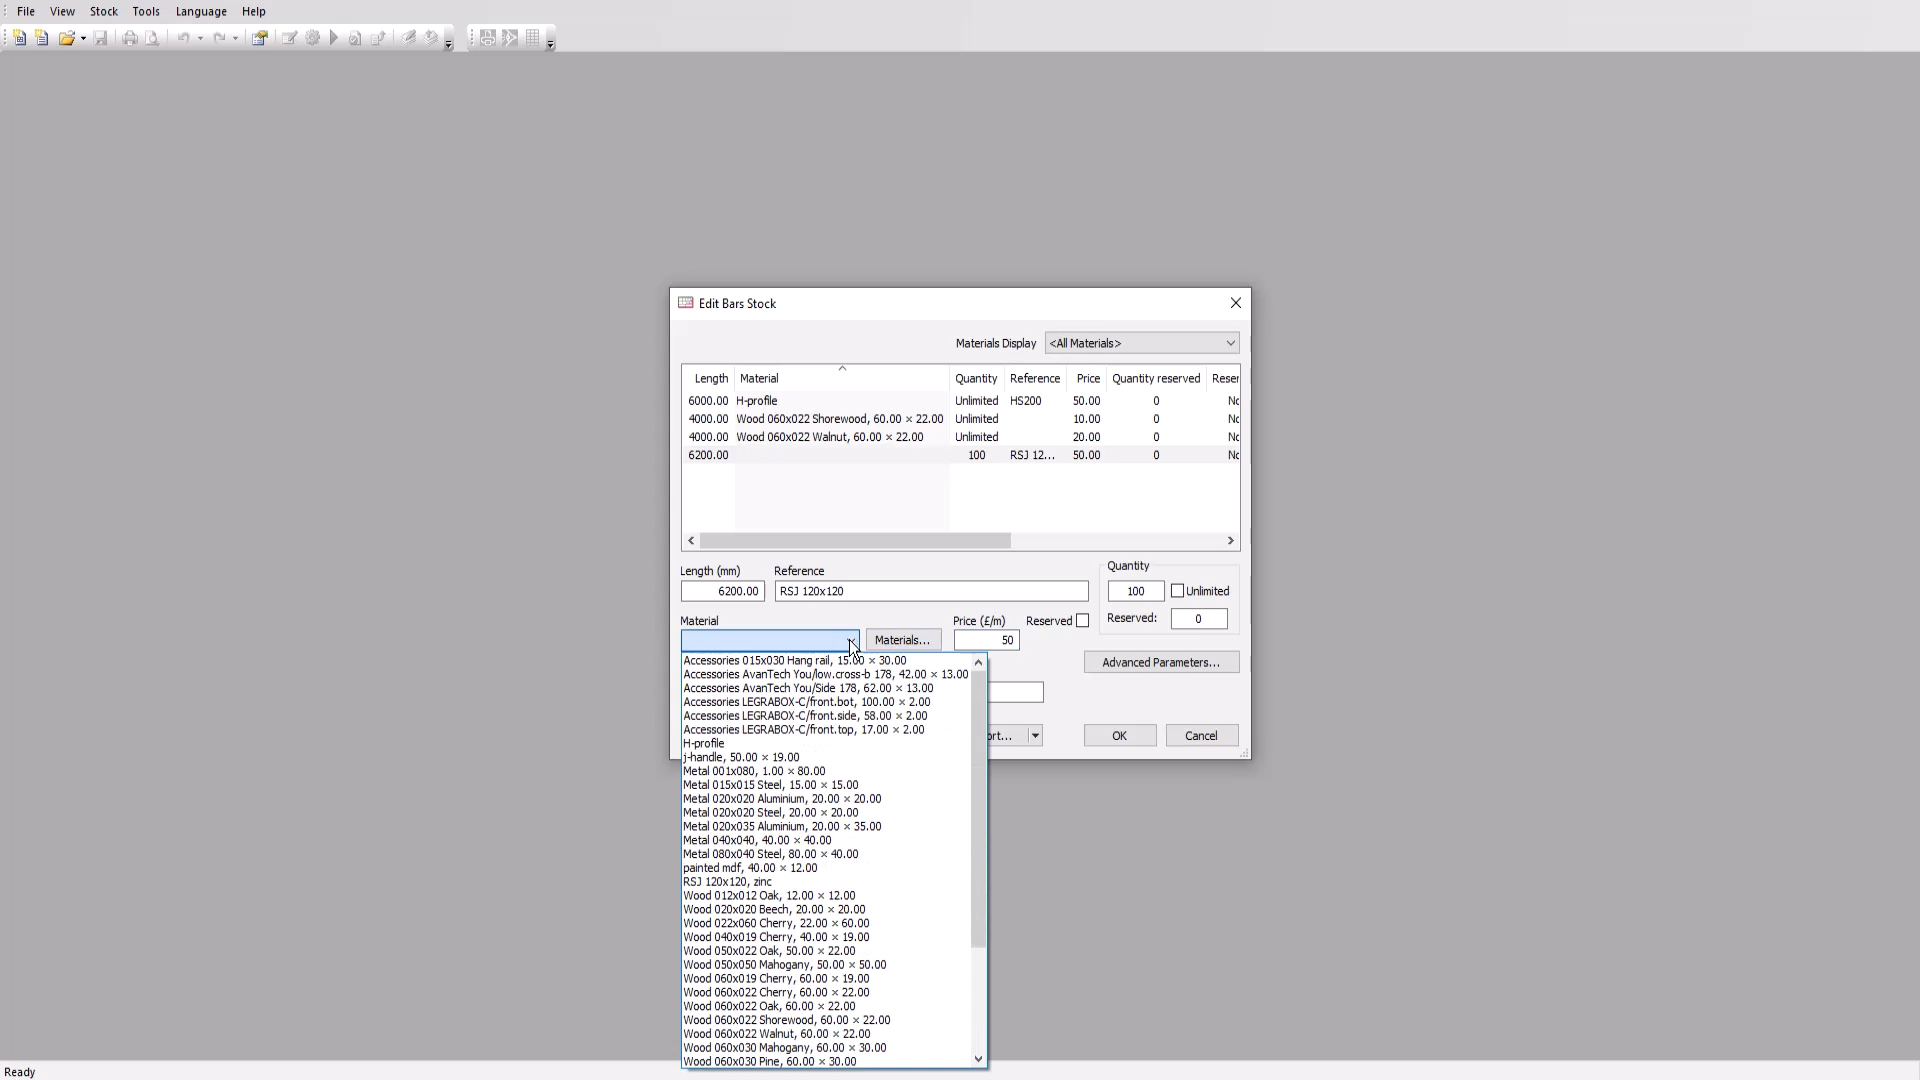 File View Stock Tools Language Help
Edit Bars Stock
Materials Display <All Materials>
Length Material Quantity Reference Price Quantity reserved Reser
6000.00 H-profile Unlimited HS200 50.00 0 Nc
4000.00 Wood 060x022 Shorewood, 60.00 × 22.00 Unlimited 10.00 0 Nc
4000.00 Wood 060x022 Walnut, 60.00 × 22.00 Unlimited 20.00 0 Nc
6200.00 100 RSJ 12... 50.00 0 Nc
Length (mm) Reference Quantity
6200.00 RSJ 120x120 100 Unlimited
Material Price (£/m) Reserved Reserved: 0
Materials... 50
Advanced Parameters...
ort... OK Cancel
Accessories 015x030 Hang rail, 15.00 × 30.00
Accessories AvanTech You/low.cross-b 178, 42.00 × 13.00
Accessories AvanTech You/Side 178, 62.00 × 13.00
Accessories LEGRABOX-C/front.bot, 100.00 × 2.00
Accessories LEGRABOX-C/front.side, 58.00 × 2.00
Accessories LEGRABOX-C/front.top, 17.00 × 2.00
H-profile
j-handle, 50.00 × 19.00
Metal 001x080, 1.00 × 80.00
Metal 015x015 Steel, 15.00 × 15.00
Metal 020x020 Aluminium, 20.00 × 20.00
Metal 020x020 Steel, 20.00 × 20.00
Metal 020x035 Aluminium, 20.00 × 35.00
Metal 040x040, 40.00 × 40.00
Metal 080x040 Steel, 80.00 × 40.00
painted mdf, 40.00 × 12.00
RSJ 120x120, zinc
Wood 012x012 Oak, 12.00 × 12.00
Wood 020x020 Beech, 20.00 × 20.00
Wood 022x060 Cherry, 22.00 × 60.00
Wood 040x019 Cherry, 40.00 × 19.00
Wood 050x022 Oak, 50.00 × 22.00
Wood 050x050 Mahogany, 50.00 × 50.00
Wood 060x019 Cherry, 60.00 × 19.00
Wood 060x022 Cherry, 60.00 × 22.00
Wood 060x022 Oak, 60.00 × 22.00
Wood 060x022 Shorewood, 60.00 × 22.00
Wood 060x022 Walnut, 60.00 × 22.00
Wood 060x030 Mahogany, 60.00 × 30.00
Wood 060x030 Pine, 60.00 × 30.00
Ready